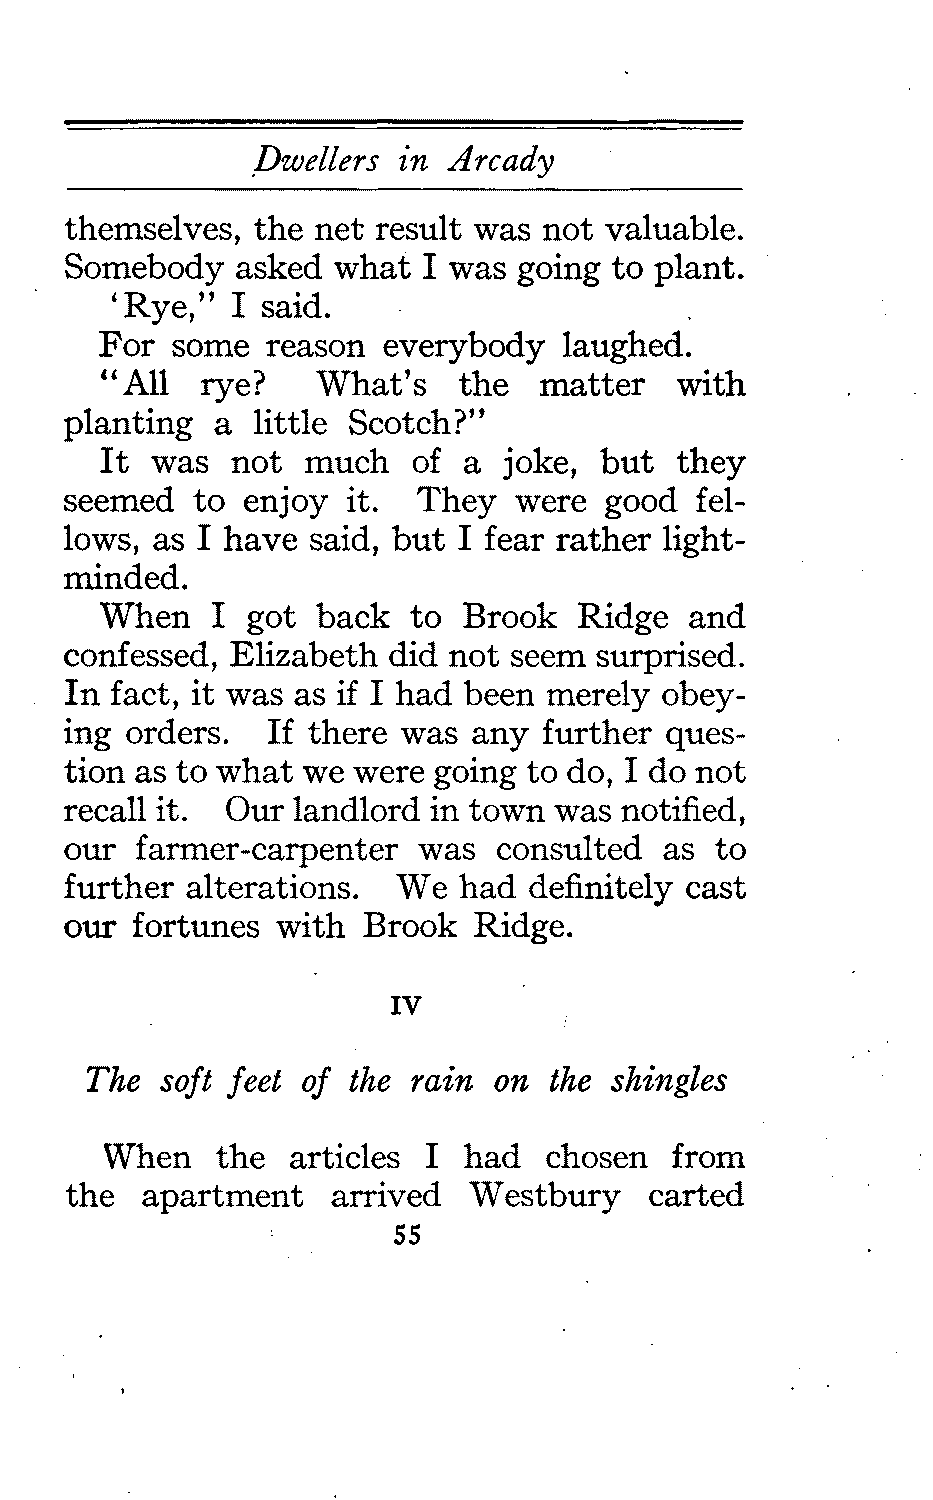 Dwellers in Arcady
themselves, the net result was not valuable.
Somebody asked what I was going to plant.
‘Rye,” I said.
For some reason everybody laughed.
“All rye? What’s the matter with
planting a little Scotch?”
It was not much of a joke, but they
seemed to enjoy it. They were good fel-
lows, as I have said, but I fear rather light-
minded.
When I got back to Brook Ridge and
confessed, Elizabeth did not seem surprised.
In fact, it was as if I had been merely obey-
ing orders. If there was any further ques-
tion as to what we were going to do, I do not
recall it. Our landlord in town was notified,
our farmer-carpenter was consulted as to
further alterations. We had definitely cast
our fortunes with Brook Ridge.
IV
The soft feet of the rain on the shingles
When the articles I had chosen from
the apartment arrived Westbury carted
55